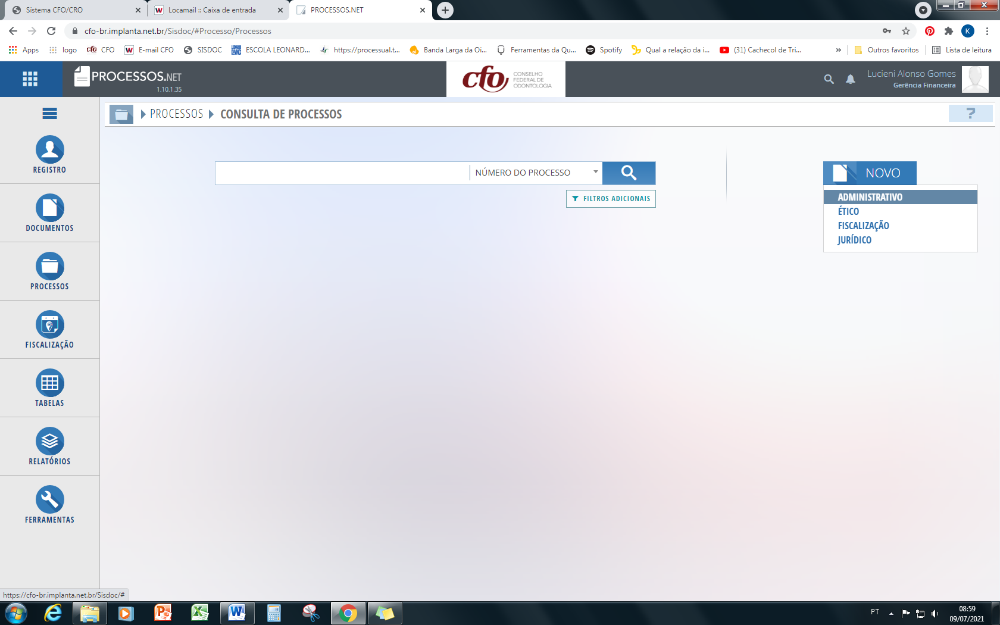 Sistema CFO/CRO
Locamail :: Caixa de entrada
PROCESSOS.NET
cfo-br.implanta.net.br/Sisdoc/#Processo/Processos
K
Apps
logo
CFO
E-mail CFO
SISDOC
ESCOLA LEONARD...
https://processual.t...
Banda Larga da Oi...
Ferramentas da Qu...
Spotify
Qual a relação da i...
(31) Cachecol de Tri...
»
Outros favoritos
Lista de leitura
PROCESSOS.NET
1.10.1.35
cfo CONSELHO
FEDERAL DE
ODONTOLOGIA
Lucieni Alonso Gomes
Gerência Financeira
PROCESSOS
CONSULTA DE PROCESSOS
?
REGISTRO
DOCUMENTOS
PROCESSOS
FISCALIZAÇÃO
TABELAS
RELATÓRIOS
FERRAMENTAS
NÚMERO DO PROCESSO
FILTROS ADICIONAIS
NOVO
ADMINISTRATIVO
ÉTICO
FISCALIZAÇÃO
JURÍDICO
https://cfo-br.implanta.net.br/Sisdoc/#
PT
08:59
09/07/2021